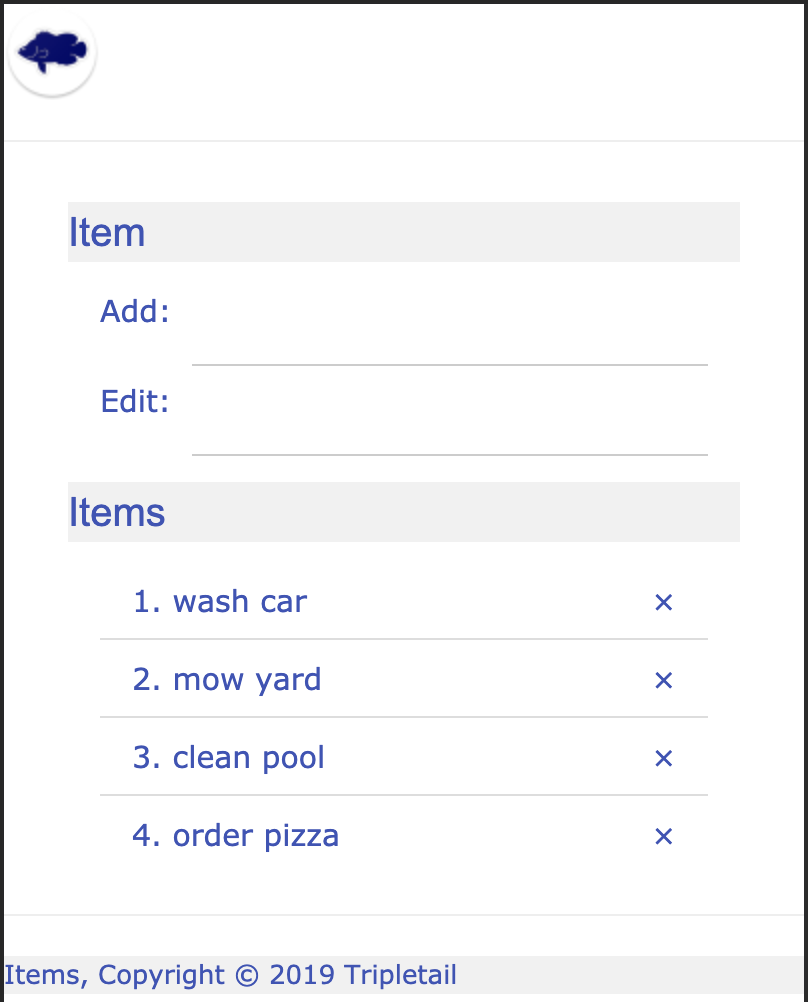 Item
Add:
Edit:
Items
1. wash car ×
2. mow yard ×
3. clean pool ×
4. order pizza ×
Items, Copyright © 2019 Tripletail